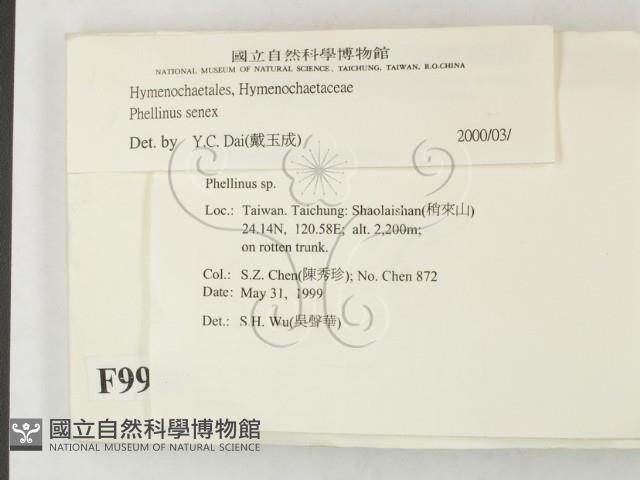 國立自然科學博物館
NATIONAL MUSEUM OF NATURAL SCIENCE, TAICHUNG, TAIWAN, R.O.CHINA
Hymenochaetales, Hymenochaetaceae
Phellinus senex
Det. by Y.C. Dai(戴玉成) 2000/03/
Phellinus sp.
Loc.: Taiwan. Taichung: Shaolaishan(稍來山)
24.14N, 120.58E; alt. 2,200m;
on rotten trunk.
Col.: S.Z. Chen(陳秀珍); No. Chen 872
Date: May 31, 1999
Det.: S.H. Wu(吳聲華)
F99
國立自然科學博物館
NATIONAL MUSEUM OF NATURAL SCIENCE